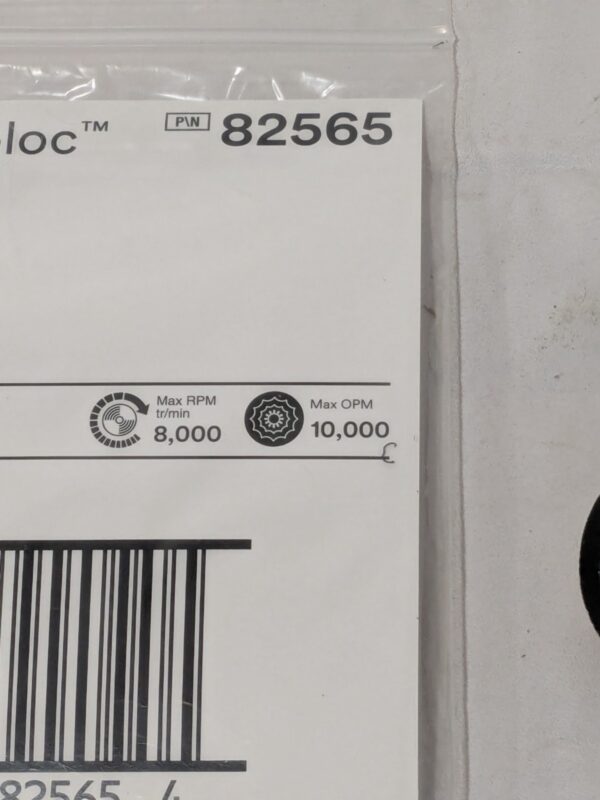 loc™
P\N 82565
Max RPM
tr/min
8,000
Max OPM
10,000
82565 4